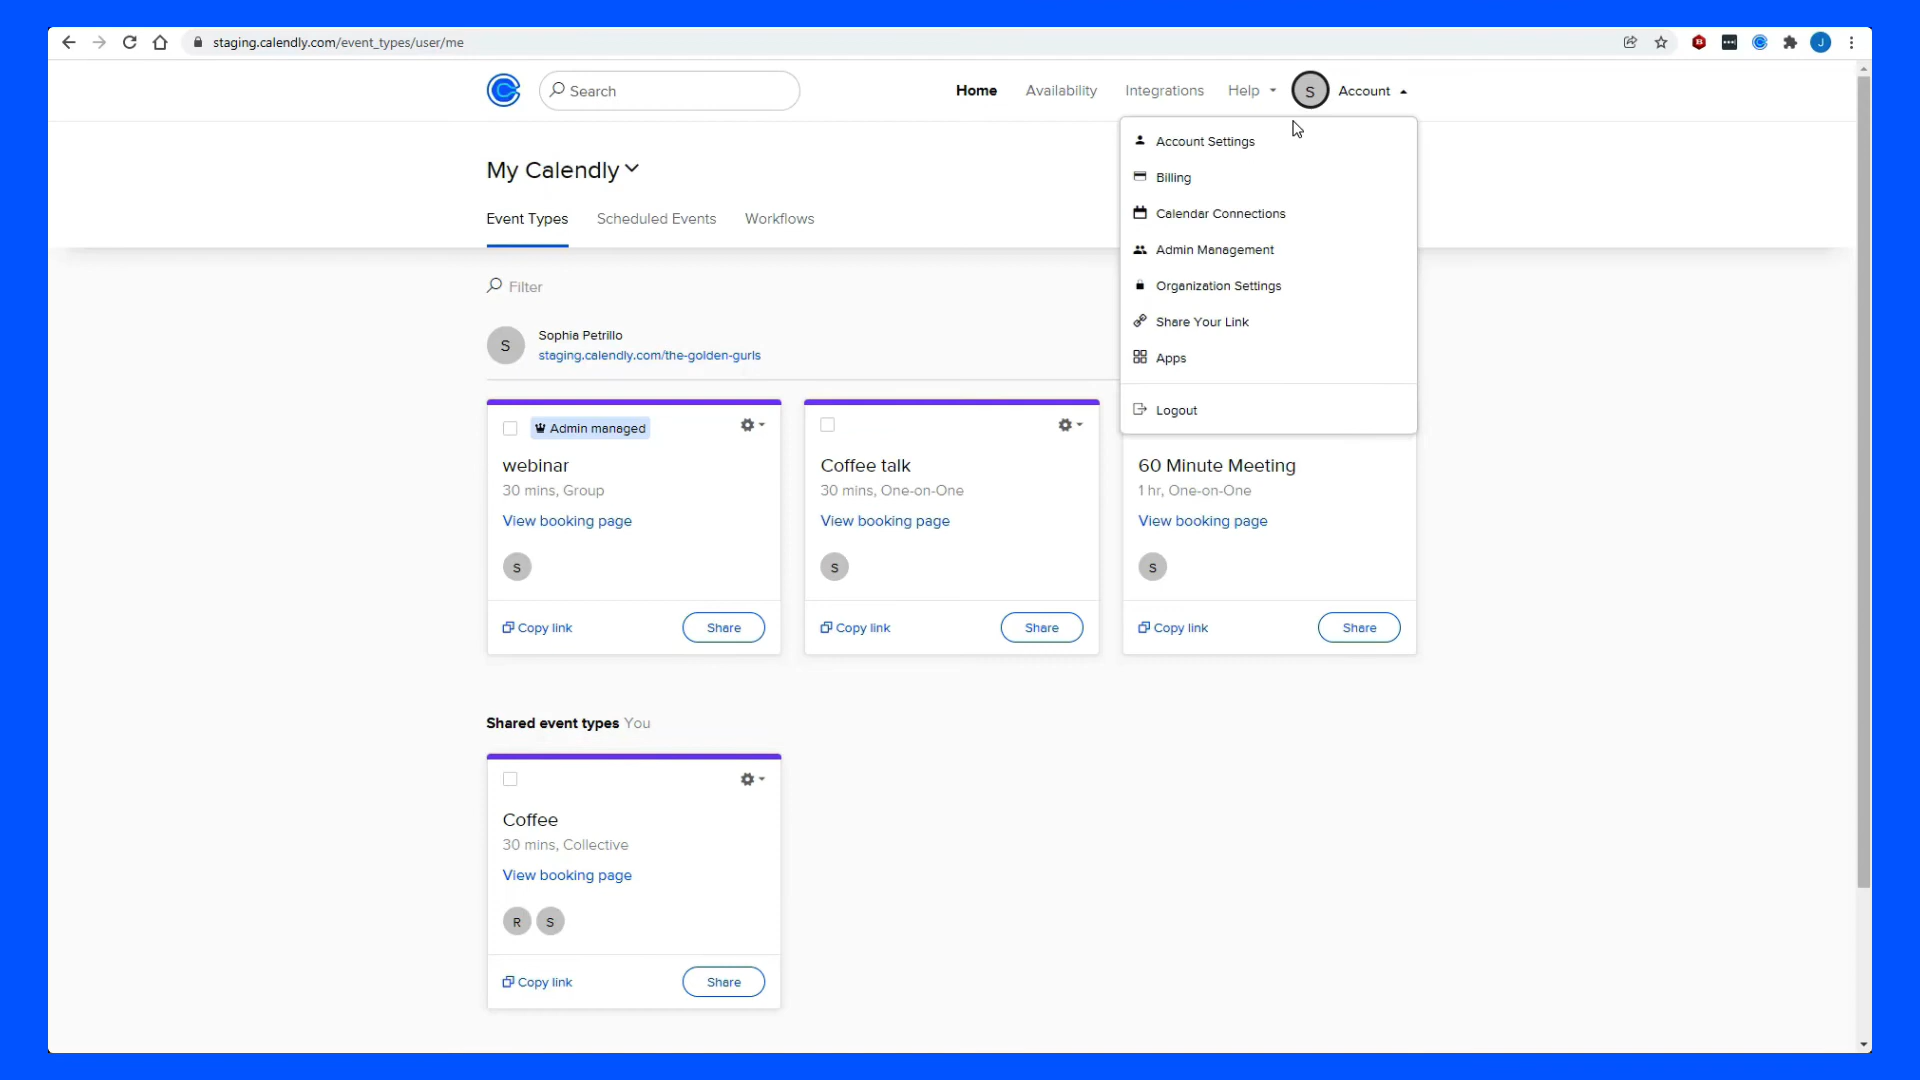 staging.calendly.com/event_types/user/me
J
Search
Home
Availability
Integrations
Help
S
Account
Account Settings
Billing
Calendar Connections
Admin Management
Organization Settings
Share Your Link
Apps
Logout
My Calendly
Event Types
Scheduled Events
Workflows
Filter
S
Sophia Petrillo
staging.calendly.com/the-golden-gurls
Admin managed
webinar
30 mins, Group
View booking page
S
Copy link
Share
Coffee talk
30 mins, One-on-One
View booking page
S
Copy link
Share
60 Minute Meeting
1 hr, One-on-One
View booking page
S
Copy link
Share
Shared event types You
Coffee
30 mins, Collective
View booking page
R S
Copy link
Share